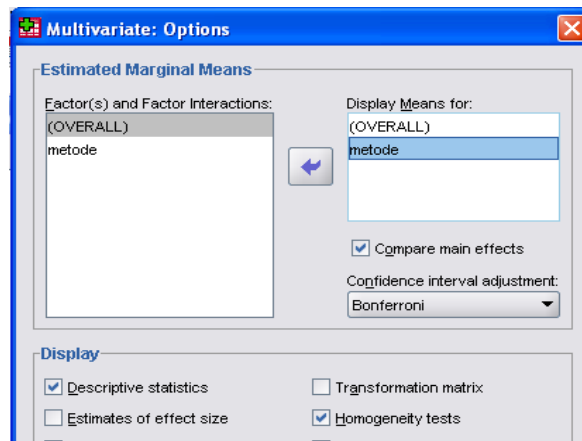 Multivariate: Options
Estimated Marginal Means
Factor(s) and Factor Interactions:
(OVERALL)
metode
Display Means for:
(OVERALL)
metode
Compare main effects
Confidence interval adjustment:
Bonferroni
Display
Descriptive statistics
Transformation matrix
Estimates of effect size
Homogeneity tests